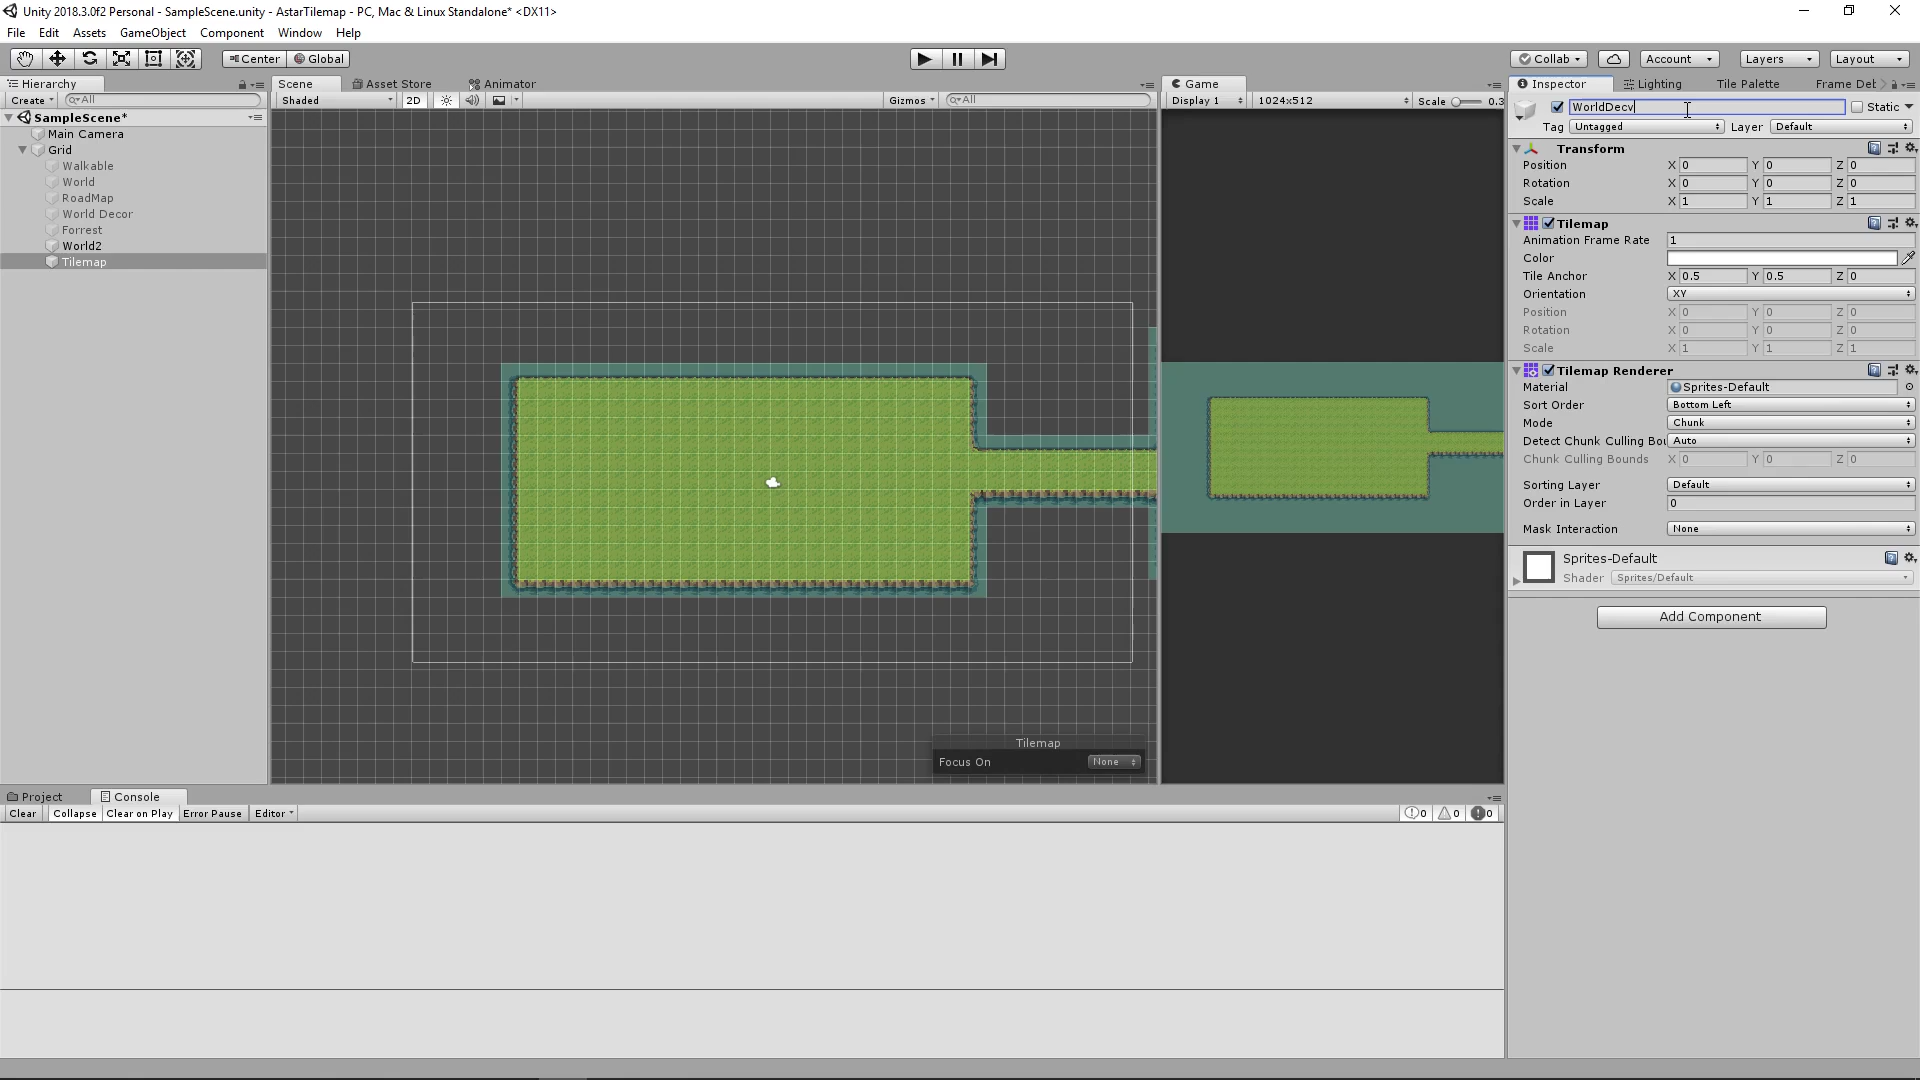 Unity 2018.3.0f2 Personal - SampleScene.unity - AstarTilemap - PC, Mac & Linux Standalone* <DX11>
File Edit Assets GameObject Component Window Help
Center Global Collab Account Layers Layout
Hierarchy
Create All
SampleScene*
Main Camera
Grid
Walkable
World
RoadMap
World Decor
Forrest
World2
Tilemap
Scene Asset Store Animator
Shaded 2D Gizmos All
Tilemap
Focus On None
Game
Display 1 1024x512 Scale 0.3
Inspector Lighting Tile Palette Frame Deb
WorldDecv Static
Tag Untagged Layer Default
Transform
Position X 0 Y 0 Z 0
Rotation X 0 Y 0 Z 0
Scale X 1 Y 1 Z 1
Tilemap
Animation Frame Rate 1
Color
Tile Anchor X 0.5 Y 0.5 Z 0
Orientation XY
Position X 0 Y 0 Z 0
Rotation X 0 Y 0 Z 0
Scale X 1 Y 1 Z 1
Tilemap Renderer
Material Sprites-Default
Sort Order Bottom Left
Mode Chunk
Detect Chunk Culling Bou Auto
Chunk Culling Bounds X 0 Y 0 Z 0
Sorting Layer Default
Order in Layer 0
Mask Interaction None
Sprites-Default
Shader Sprites/Default
Add Component
Project Console
Clear Collapse Clear on Play Error Pause Editor 0 0 0